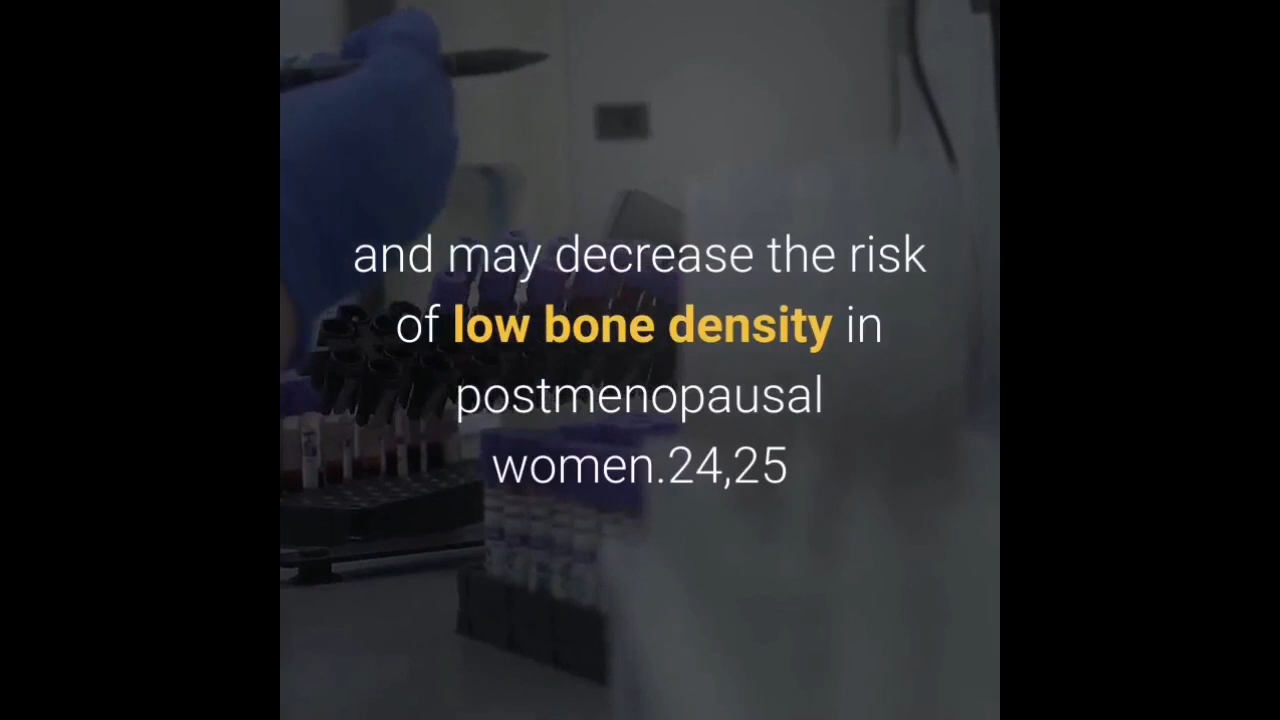 and may decrease the risk
of low bone density in
postmenopausal
women.24,25